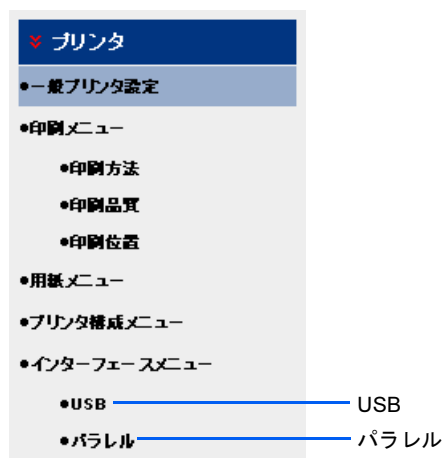 プリンタ
•一般プリンタ設定
•印刷メニュー
•印刷方法
•印刷品質
•印刷位置
•用紙メニュー
•プリンタ構成メニュー
•インターフェースメニュー
•USB
USB
•パラレル
パラレル